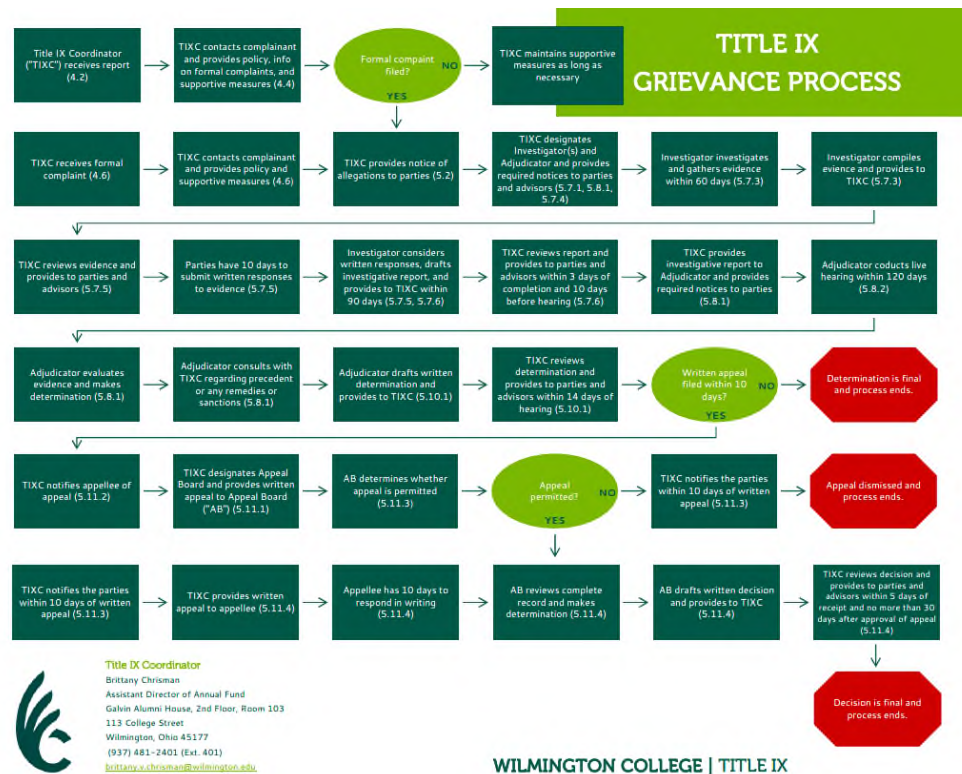 TITLE IX
GRIEVANCE PROCESS
Title IX Coordinator
("TIXC") receives report
(4.2)
TIXC contacts complainant
and provides policy, info
on formal complaints, and
supportive measures (4.4)
Formal compaint
filed?
NO
YES
TIXC maintains supportive
measures as long as
necessary
TIXC receives formal
complaint (4.6)
TIXC contacts complainant
and provides policy and
supportive measures (4.6)
TIXC provides notice of
allegations to parties (5.2)
TIXC designates
Investigator(s) and
Adjudicator and proivdes
required notices to parties
and advisors (5.7.1, 5.8.1,
5.7.4)
Investigator investigates
and gathers evidence
within 60 days (5.7.3)
Investigator compiles
evience and provides to
TIXC (5.7.3)
TIXC reviews evidence and
provides to parties and
advisors (5.7.5)
Parties have 10 days to
submit written responses
to evidence (5.7.5)
Investigator considers
written responses, drafts
investigative report, and
provides to TIXC within
90 days (5.7.5, 5.7.6)
TIXC reviews report and
provides to parties and
advisors within 3 days of
completion and 10 days
before hearing (5.7.6)
TIXC provides
investigative report to
Adjudicator and provides
required notices to parties
(5.8.1)
Adjudicator coducts live
hearing within 120 days
(5.8.2)
Adjudicator evaluates
evidence and makes
determination (5.8.1)
Adjudicator consults with
TIXC regarding precedent
or any remedies or
sanctions (5.8.1)
Adjudicator drafts written
determination and
provides to TIXC (5.10.1)
TIXC reviews
determination and
provides to parties and
advisors within 14 days of
hearing (5.10.1)
Written appeal
filed within 10
days?
NO
YES
Determination is final
and process ends.
TIXC notifies appellee of
appeal (5.11.2)
TIXC designates Appeal
Board and provdes written
appeal to Appeal Board
("AB") (5.11.1)
AB determines whether
appeal is permitted
(5.11.3)
Appeal
permitted?
NO
YES
TIXC notifies the parties
within 10 days of written
appeal (5.11.3)
Appeal dismissed and
process ends.
TIXC notifies the parties
within 10 days of written
appeal (5.11.3)
TIXC provides written
appeal to appellee (5.11.4)
Appellee has 10 days to
respond in writing
(5.11.4)
AB reviews complete
record and makes
determination (5.11.4)
AB drafts written decision
and provides to TIXC
(5.11.4)
TIXC reviews decision and
provides to parties and
advisors within 5 days of
receipt and no more than 30
days after approval of appeal
(5.11.4)
Decision is final and
process ends.
Title IX Coordinator
Brittany Chrisman
Assistant Director of Annual Fund
Galvin Alumni House, 2nd Floor, Room 103
113 College Street
Wilmington, Ohio 45177
(937) 481-2401 (Ext. 401)
brittany.v.chrisman@wilmington.edu
WILMINGTON COLLEGE | TITLE IX